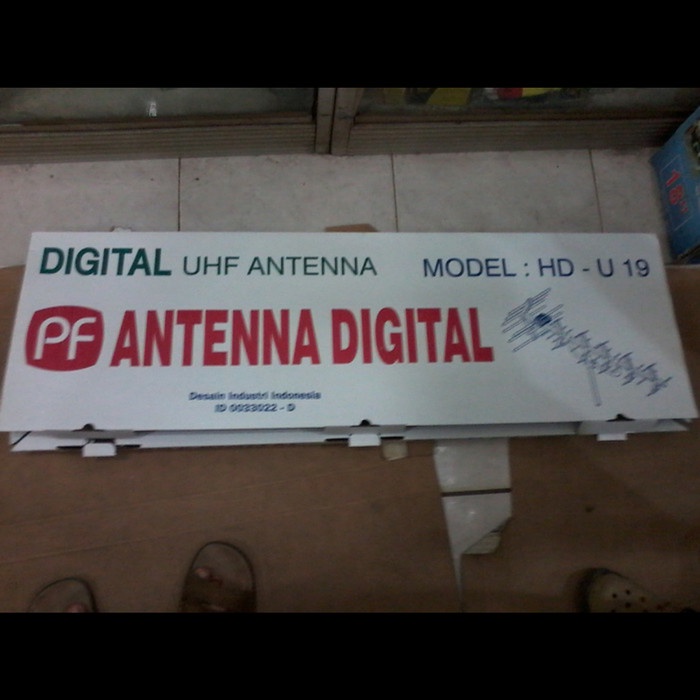 DIGITAL UHF ANTENNA
MODEL : HD - U 19
PF ANTENNA DIGITAL
Desain Industri Indonesia
ID 0033022 - D